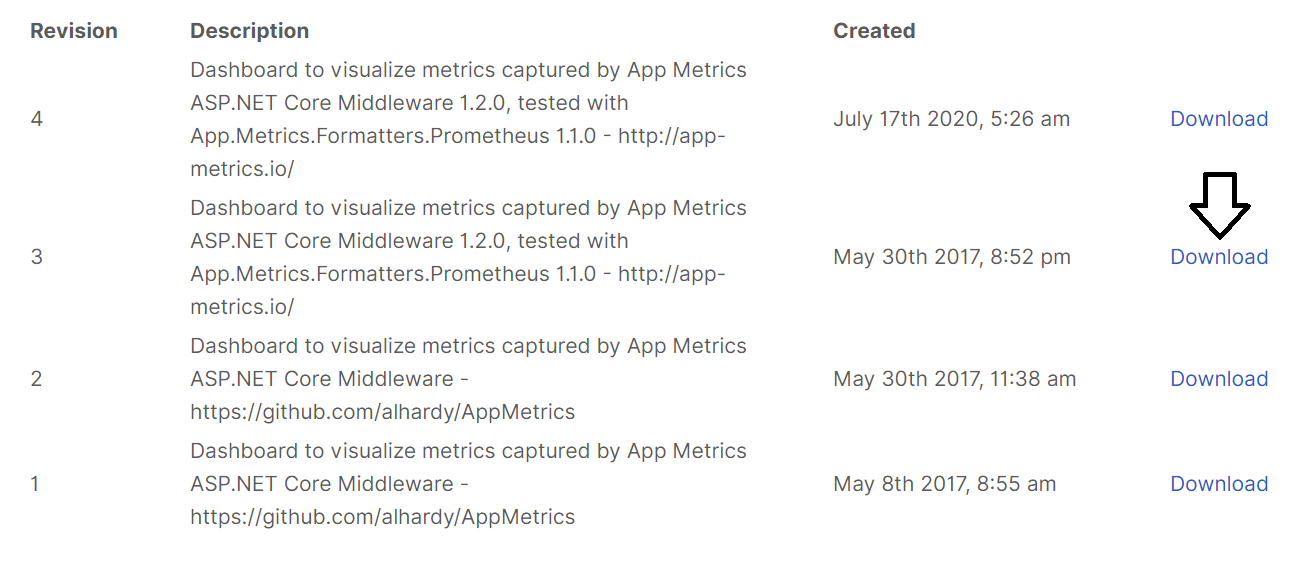 Revision Description Created
Dashboard to visualize metrics captured by App Metrics
ASP.NET Core Middleware 1.2.0, tested with
4 July 17th 2020, 5:26 am Download
App.Metrics.Formatters.Prometheus 1.1.0 - http://app-
metrics.io/
Dashboard to visualize metrics captured by App Metrics
ASP.NET Core Middleware 1.2.0, tested with
3 May 30th 2017, 8:52 pm Download
App.Metrics.Formatters.Prometheus 1.1.0 - http://app-
metrics.io/
Dashboard to visualize metrics captured by App Metrics
2 ASP.NET Core Middleware - May 30th 2017, 11:38 am Download
https://github.com/alhardy/AppMetrics
Dashboard to visualize metrics captured by App Metrics
1 ASP.NET Core Middleware - May 8th 2017, 8:55 am Download
https://github.com/alhardy/AppMetrics